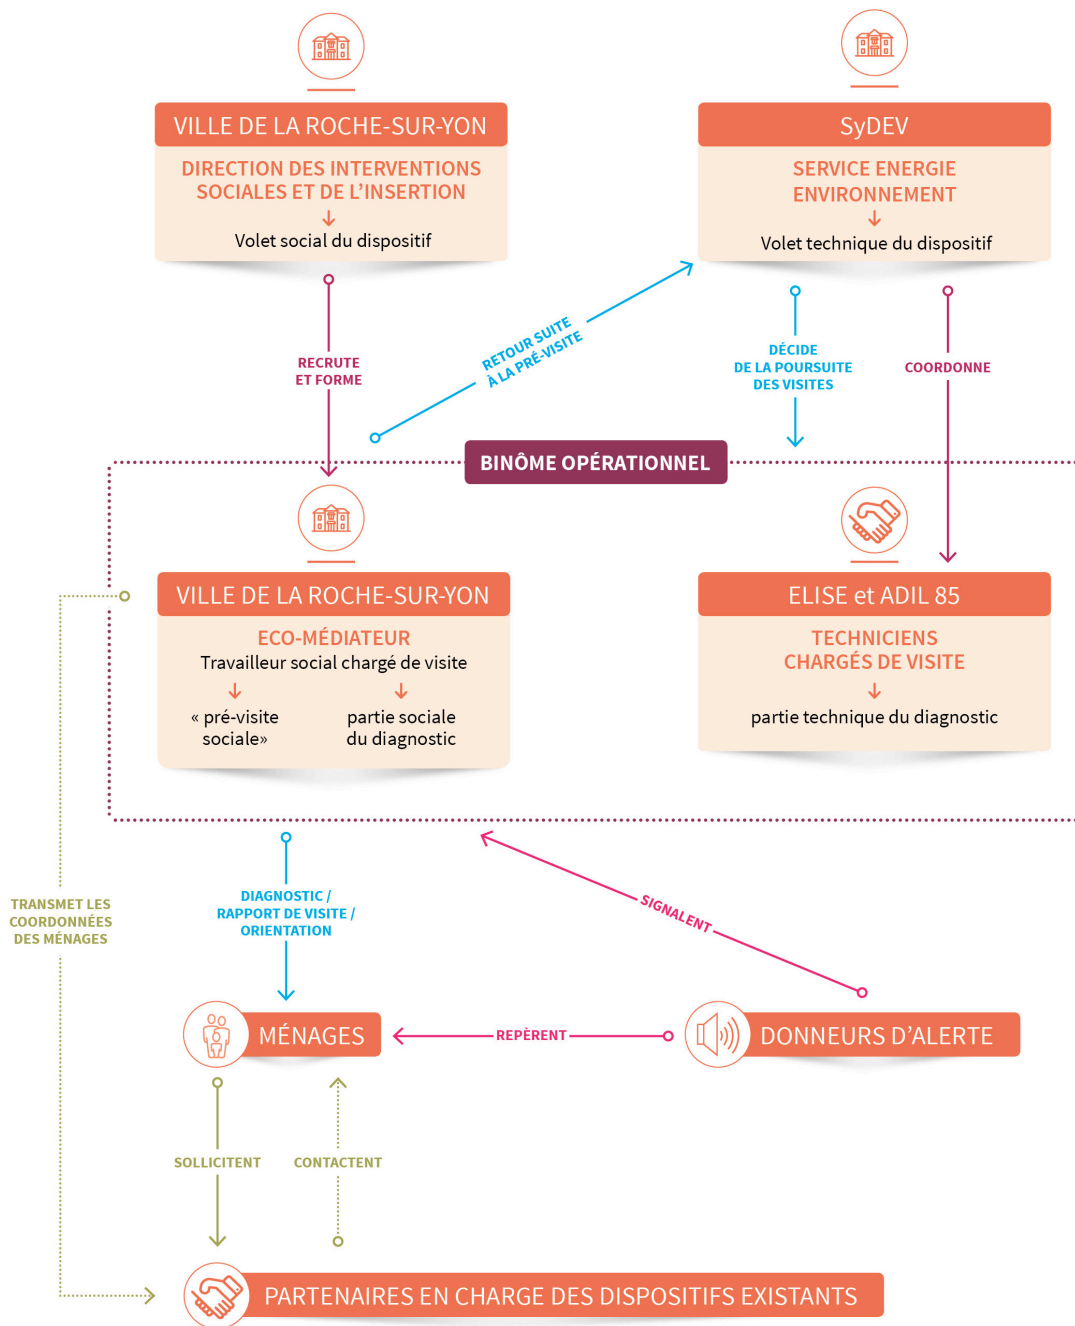 VILLE DE LA ROCHE-SUR-YON
DIRECTION DES INTERVENTIONS
SOCIALES ET DE L'INSERTION
Volet social du dispositif
SyDEV
SERVICE ENERGIE
ENVIRONNEMENT
Volet technique du dispositif
RECRUTE
ET FORME
RETOUR SUITE
À LA PRÉ-VISITE
DÉCIDE
DE LA POURSUITE
DES VISITES
COORDONNE
BINÔME OPÉRATIONNEL
VILLE DE LA ROCHE-SUR-YON
ECO-MÉDIATEUR
Travailleur social chargé de visite
« pré-visite
sociale»
partie sociale
du diagnostic
ELISE et ADIL 85
TECHNICIENS
CHARGÉS DE VISITE
partie technique du diagnostic
TRANSMET LES
COORDONNÉES
DES MÉNAGES
DIAGNOSTIC /
RAPPORT DE VISITE /
ORIENTATION
SIGNALENT
MÉNAGES
REPÈRENT
DONNEURS D'ALERTE
SOLLICITENT
CONTACTENT
PARTENAIRES EN CHARGE DES DISPOSITIFS EXISTANTS